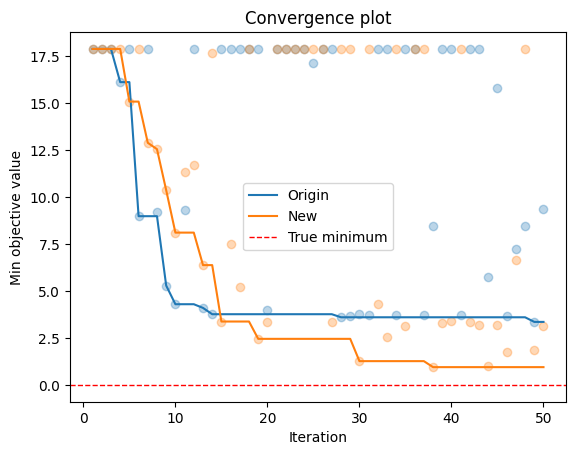 Convergence plot
Min objective value
17.5
15.0
12.5
10.0
7.5
5.0
2.5
0.0
Origin
New
True minimum
0 10 20 30 40 50
Iteration